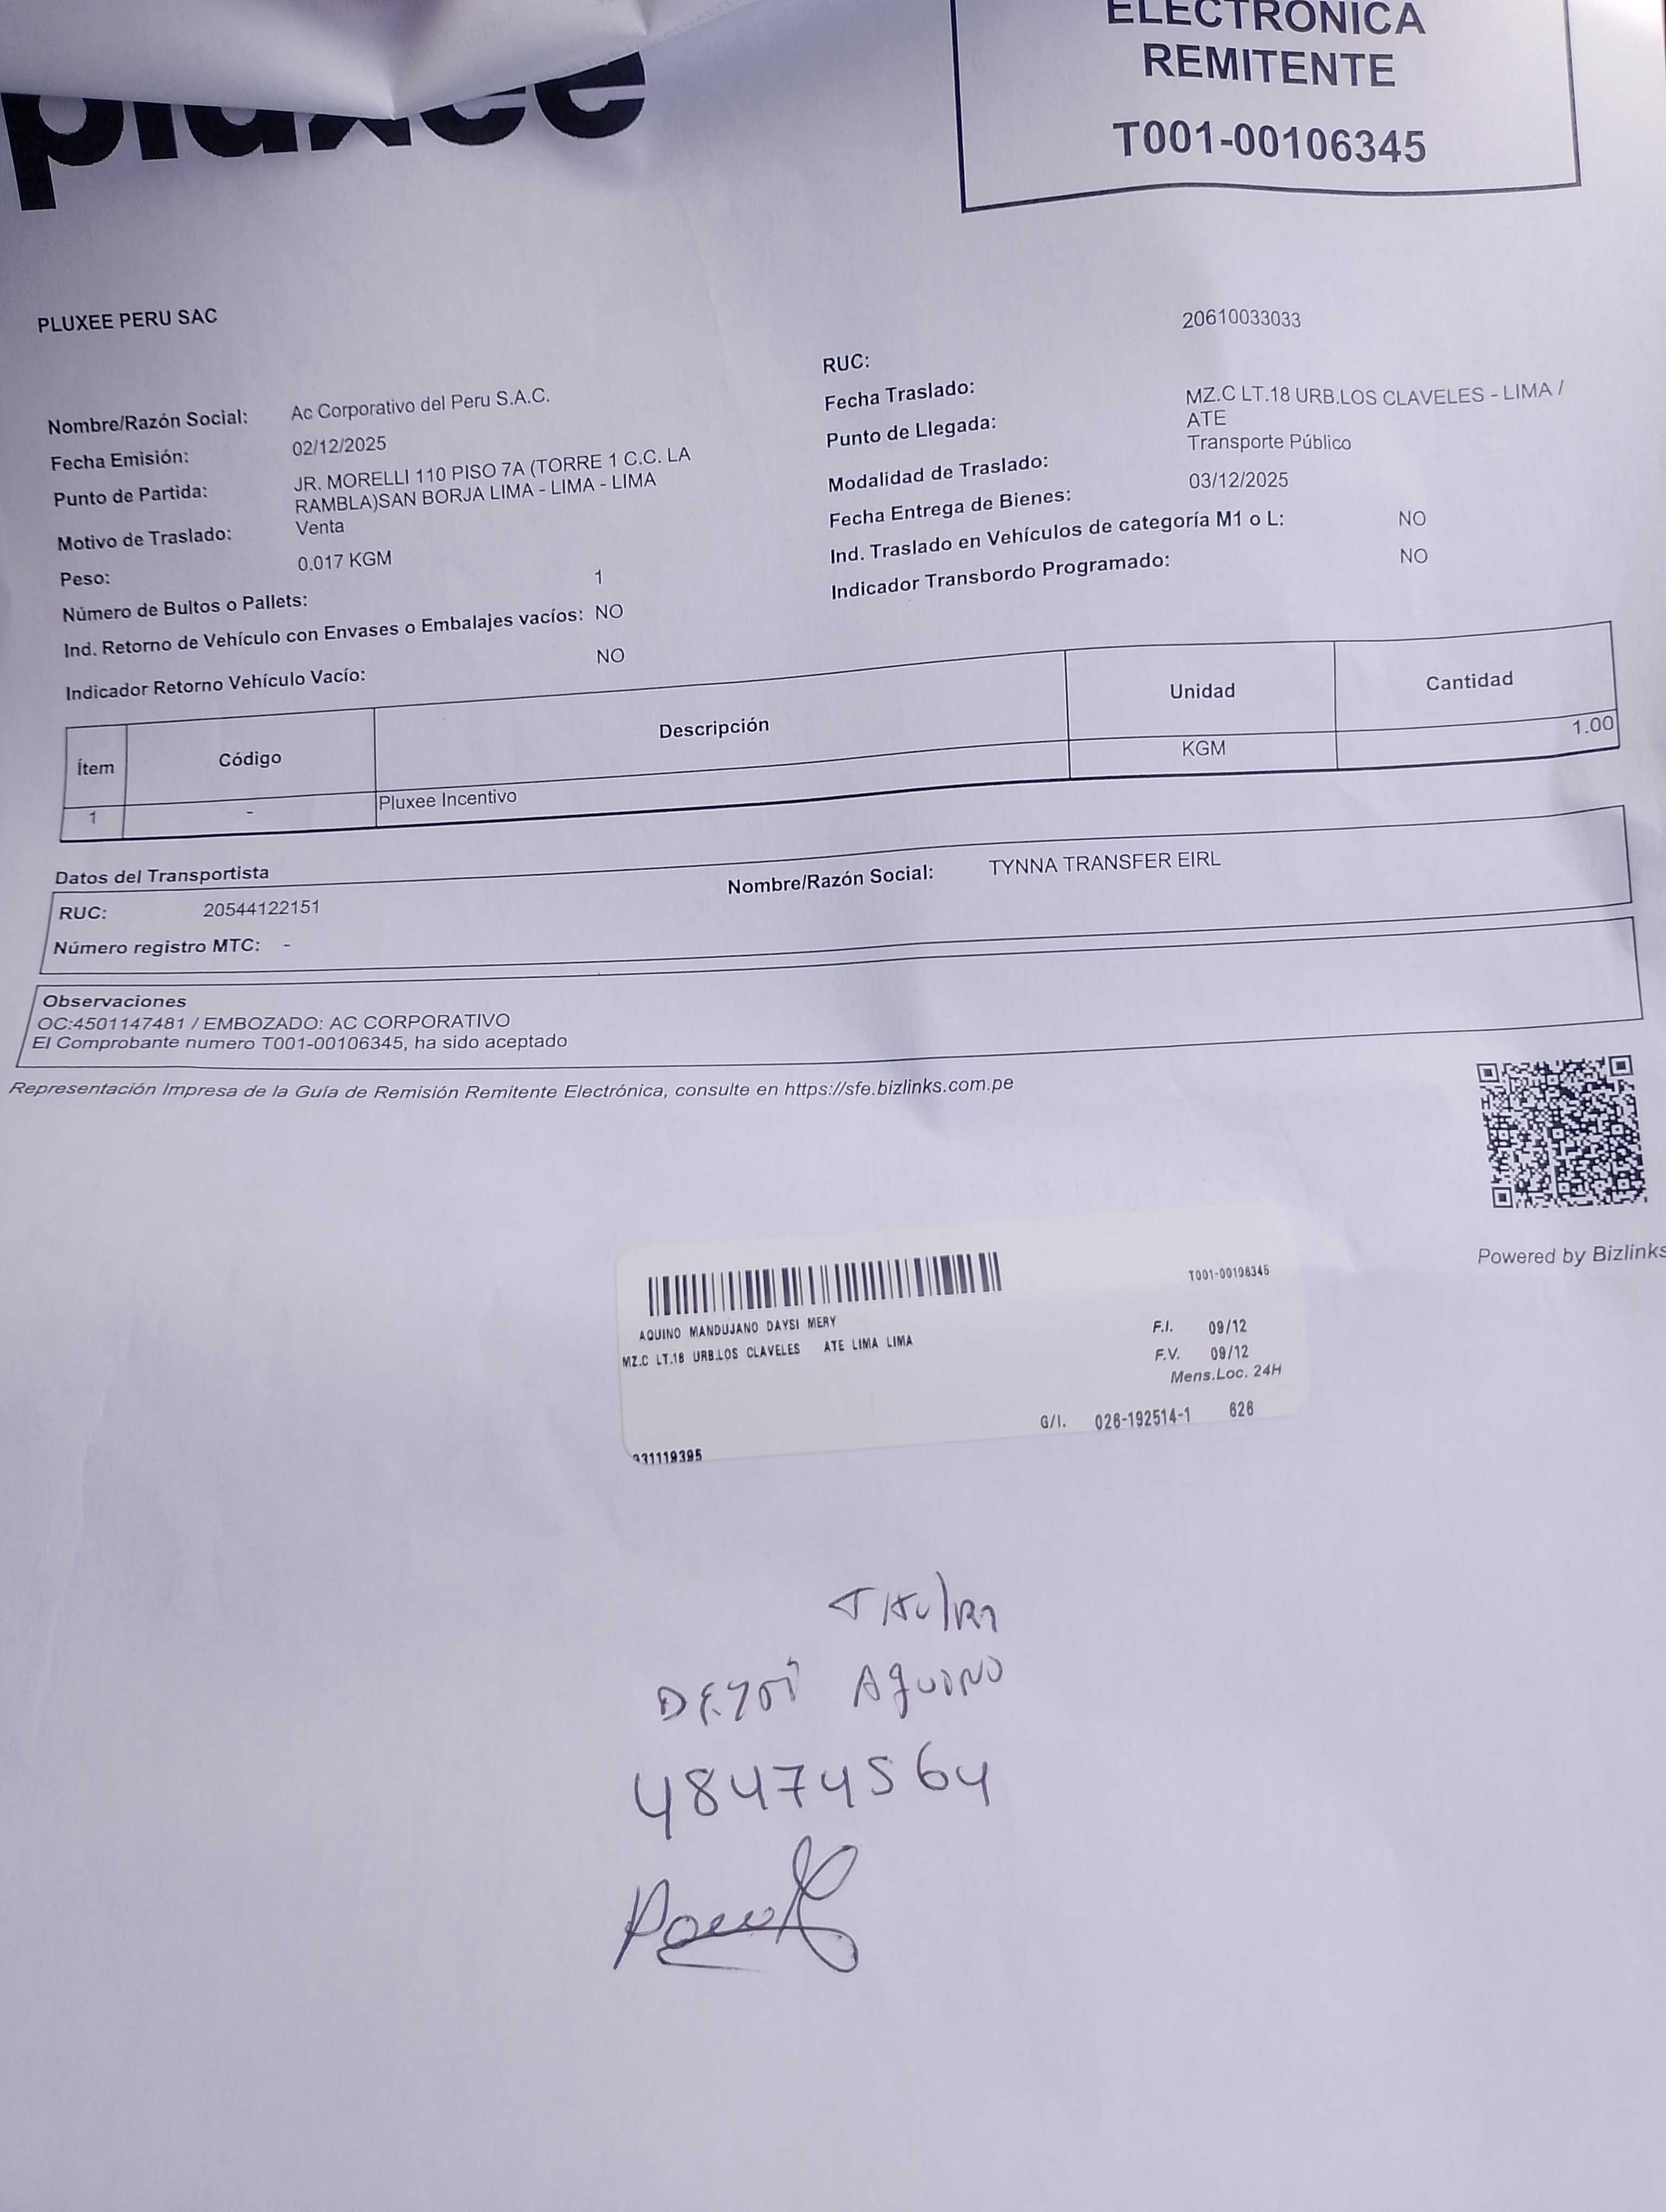 pluxee
ELECTRÓNICA
REMITENTE
T001-00106345
PLUXEE PERU SAC
Nombre/Razón Social: Ac Corporativo del Peru S.A.C.
Fecha Emisión: 02/12/2025
Punto de Partida: JR. MORELLI 110 PISO 7A (TORRE 1 C.C. LA
RAMBLA)SAN BORJA LIMA - LIMA - LIMA
Motivo de Traslado: Venta
Peso: 0.017 KGM
Número de Bultos o Pallets: 1
Ind. Retorno de Vehículo con Envases o Embalajes vacíos: NO
Indicador Retorno Vehículo Vacío: NO
RUC: 20610033033
Fecha Traslado:
Punto de Llegada: MZ.C LT.18 URB.LOS CLAVELES - LIMA /
ATE
Modalidad de Traslado: Transporte Público
Fecha Entrega de Bienes: 03/12/2025
Ind. Traslado en Vehículos de categoría M1 o L: NO
Indicador Transbordo Programado: NO
Ítem Código Descripción Unidad Cantidad
1 - Pluxee Incentivo KGM 1.00
Datos del Transportista
RUC: 20544122151 Nombre/Razón Social: TYNNA TRANSFER EIRL
Número registro MTC: -
Observaciones
OC:4501147481 / EMBOZADO: AC CORPORATIVO
El Comprobante numero T001-00106345, ha sido aceptado
Representación Impresa de la Guía de Remisión Remitente Electrónica, consulte en https://sfe.bizlinks.com.pe
Powered by Bizlinks
T001-00106345
AQUINO MANDUJANO DAYSI MERY
MZ.C LT.18 URB.LOS CLAVELES ATE LIMA LIMA
F.I. 09/12
F.V. 09/12
Mens.Loc. 24H
G/I. 026-192514-1 626
331119395
Aquino
48474564